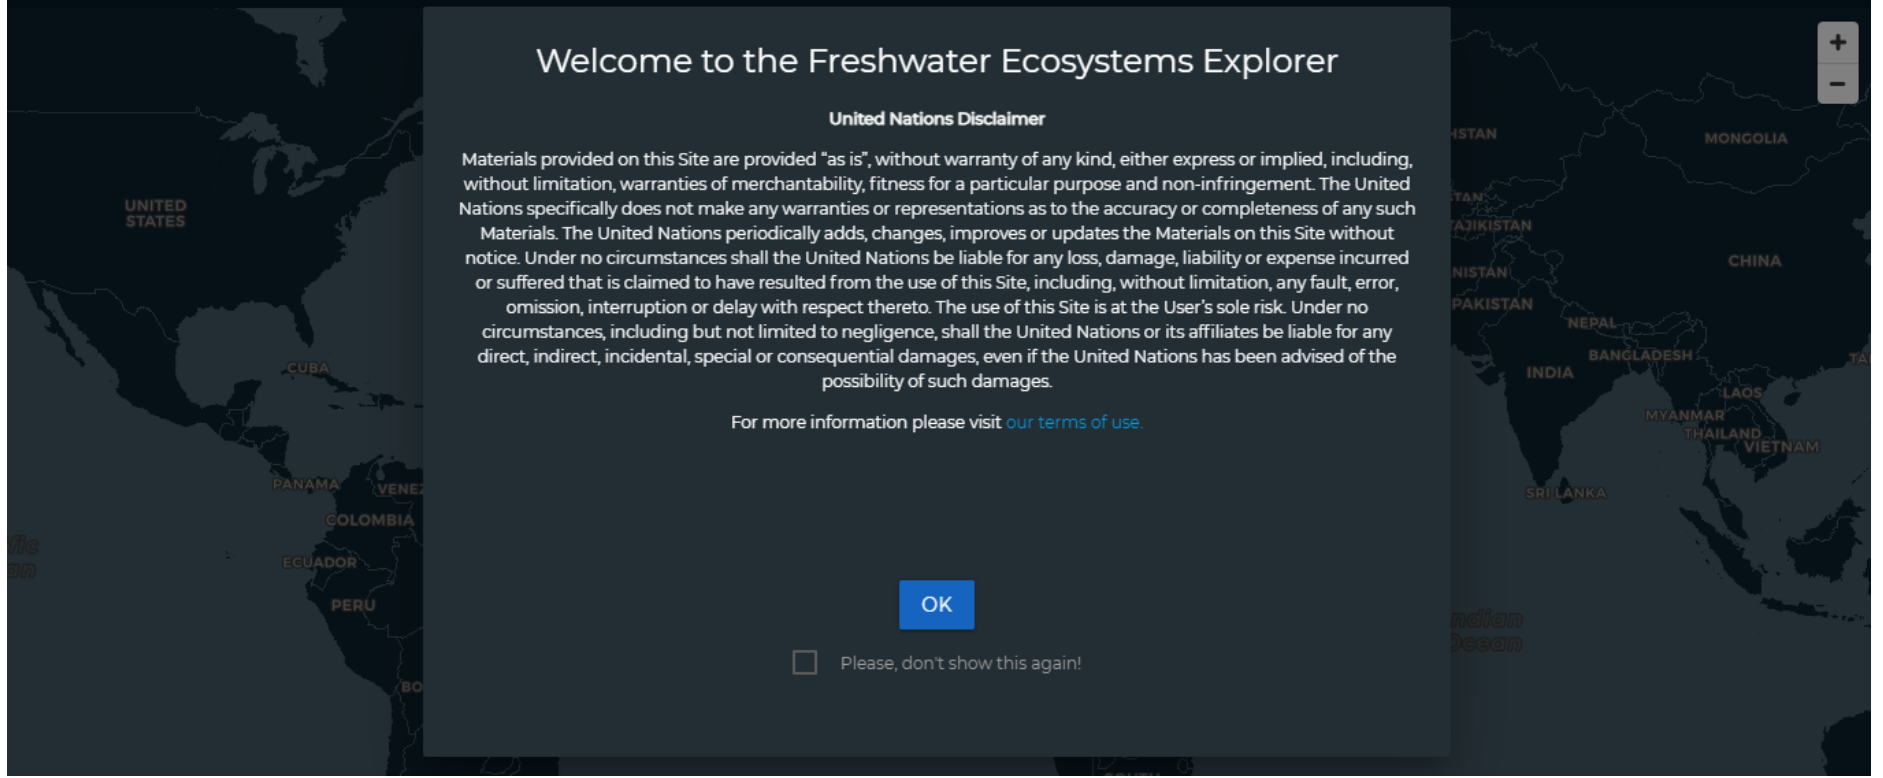 Welcome to the Freshwater Ecosystems Explorer
United Nations Disclaimer
Materials provided on this Site are provided “as is”, without warranty of any kind, either express or implied, including,
without limitation, warranties of merchantability, fitness for a particular purpose and non-infringement. The United
Nations specifically does not make any warranties or representations as to the accuracy or completeness of any such
Materials. The United Nations periodically adds, changes, improves or updates the Materials on this Site without
notice. Under no circumstances shall the United Nations be liable for any loss, damage, liability or expense incurred
or suffered that is claimed to have resulted from the use of this Site, including, without limitation, any fault, error,
omission, interruption or delay with respect thereto. The use of this Site is at the User’s sole risk. Under no
circumstances, including but not limited to negligence, shall the United Nations or its affiliates be liable for any
direct, indirect, incidental, special or consequential damages, even if the United Nations has been advised of the
possibility of such damages.
For more information please visit our terms of use.
OK
Please, don't show this again!
UNITED
STATES
CUBA
PANAMA
COLOMBIA
ECUADOR
PERU
MONGOLIA
TAJIKISTAN
CHINA
PAKISTAN
NEPAL
BANGLADESH
INDIA
LAOS
MYANMAR
THAILAND
VIETNAM
SRI LANKA
+
−